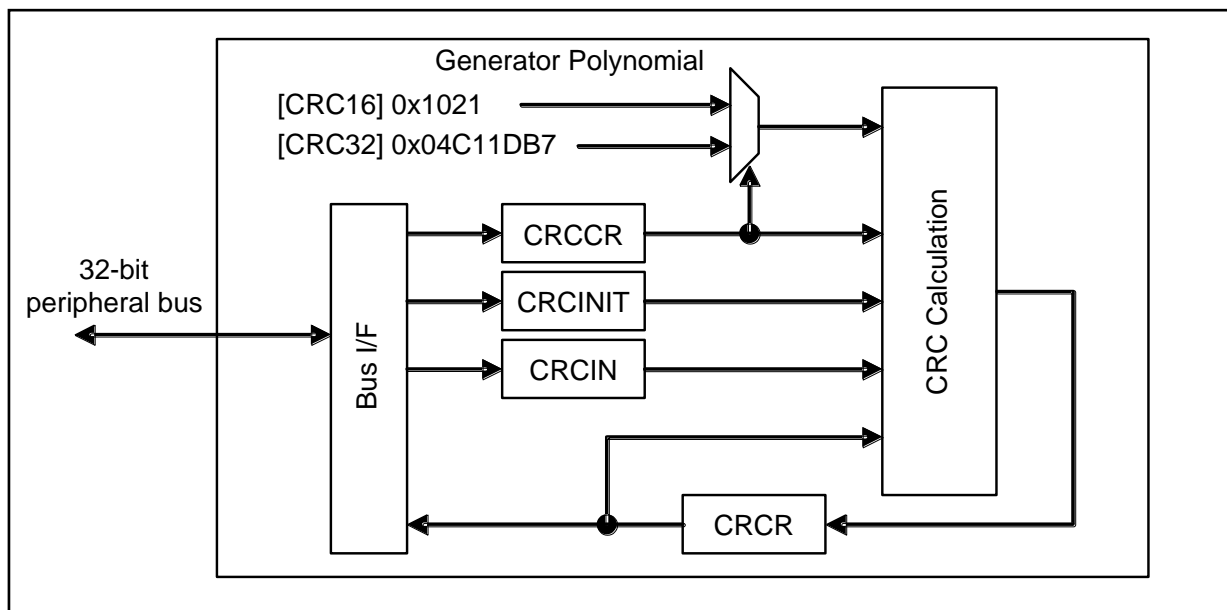 Generator Polynomial
[CRC16] 0x1021
[CRC32] 0x04C11DB7
32-bit
peripheral bus
Bus I/F
CRCCR
CRCINIT
CRCIN
CRC Calculation
CRCR